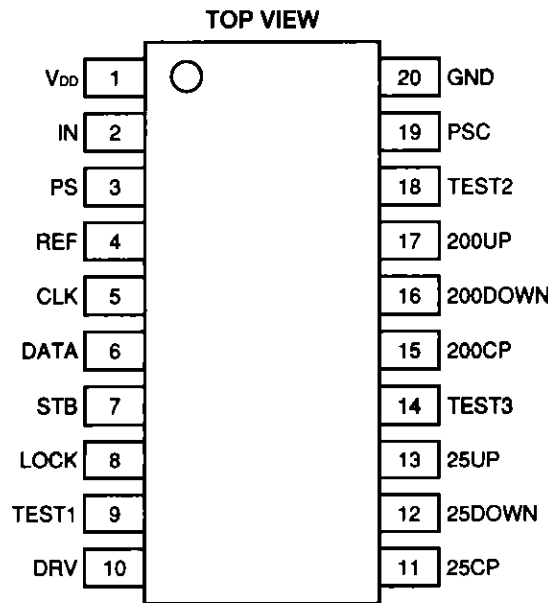 TOP VIEW
VDD 1 20 GND
IN 2 19 PSC
PS 3 18 TEST2
REF 4 17 200UP
CLK 5 16 200DOWN
DATA 6 15 200CP
STB 7 14 TEST3
LOCK 8 13 25UP
TEST1 9 12 25DOWN
DRV 10 11 25CP